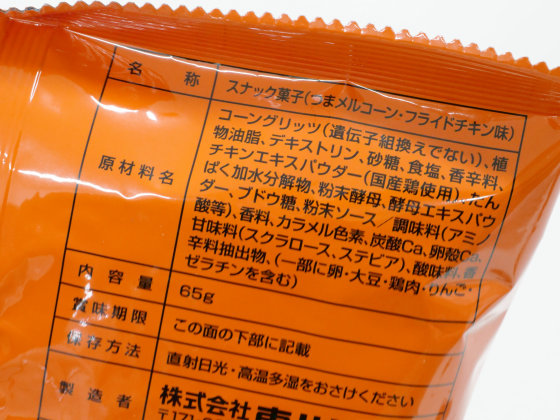 名称 スナック菓子(つまメルコーン・フライドチキン味)
原材料名 コーングリッツ(遺伝子組換えでない)、植
物油脂、デキストリン、砂糖、食塩、香辛料、
チキンエキスパウダー(国産鶏使用)、たん
ぱく加水分解物、粉末酵母、酵母エキスパウ
ダー、ブドウ糖、粉末ソース/調味料(アミノ
酸等)、香料、カラメル色素、炭酸Ca、卵殻Ca、
甘味料(スクラロース、ステビア)、酸味料、香
辛料抽出物、(一部に卵・大豆・鶏肉・りんご・
ゼラチンを含む)
内容量 65g
賞味期限 この面の下部に記載
保存方法 直射日光・高温多湿をおさけください
製造者 株式会社
〒171